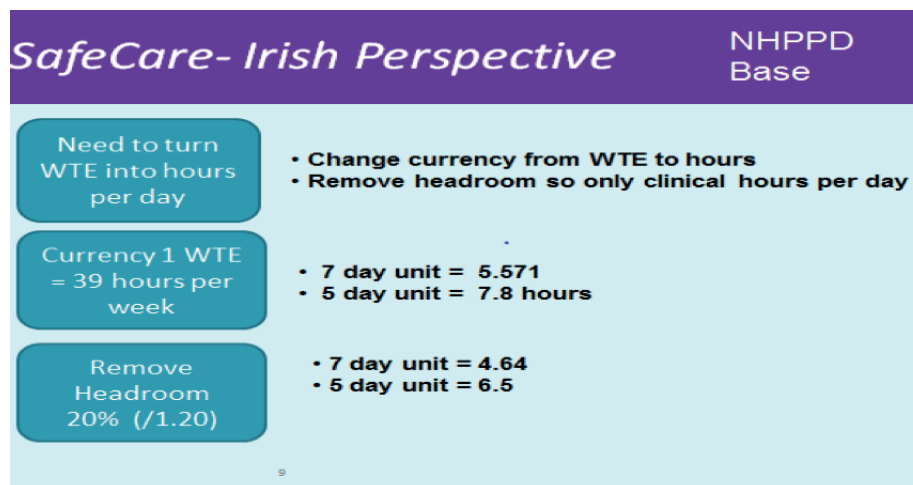 SafeCare- Irish Perspective
NHPPD
Base
Need to turn
WTE into hours
per day
• Change currency from WTE to hours
• Remove headroom so only clinical hours per day
Currency 1 WTE
= 39 hours per
week
• 7 day unit = 5.571
• 5 day unit = 7.8 hours
Remove
Headroom
20% (/1.20)
• 7 day unit = 4.64
• 5 day unit = 6.5
9